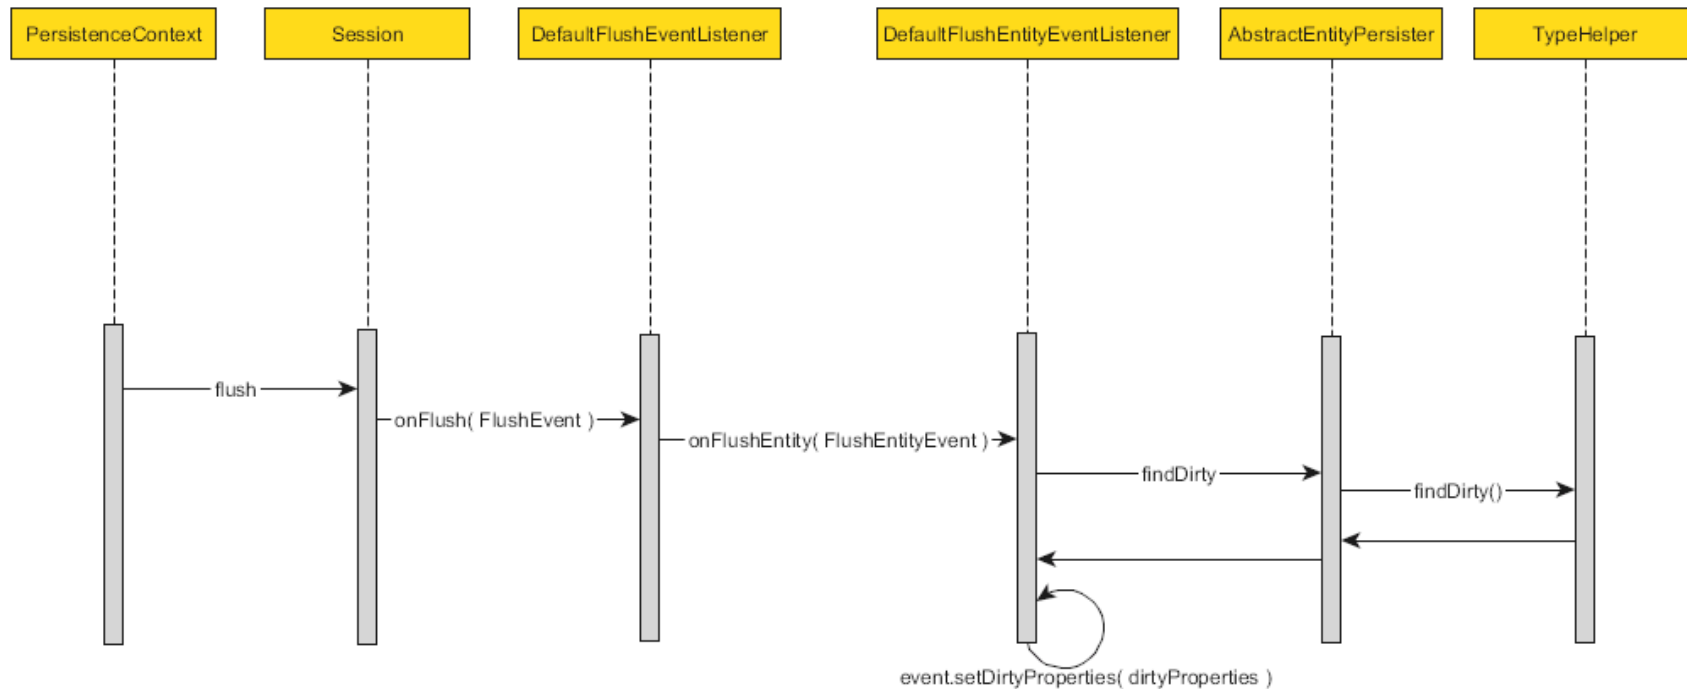 PersistenceContext
Session
DefaultFlushEventListener
DefaultFlushEntityEventListener
AbstractEntityPersister
TypeHelper
flush
onFlush( FlushEvent )
onFlushEntity( FlushEntityEvent )
findDirty
findDirty()
event.setDirtyProperties( dirtyProperties )